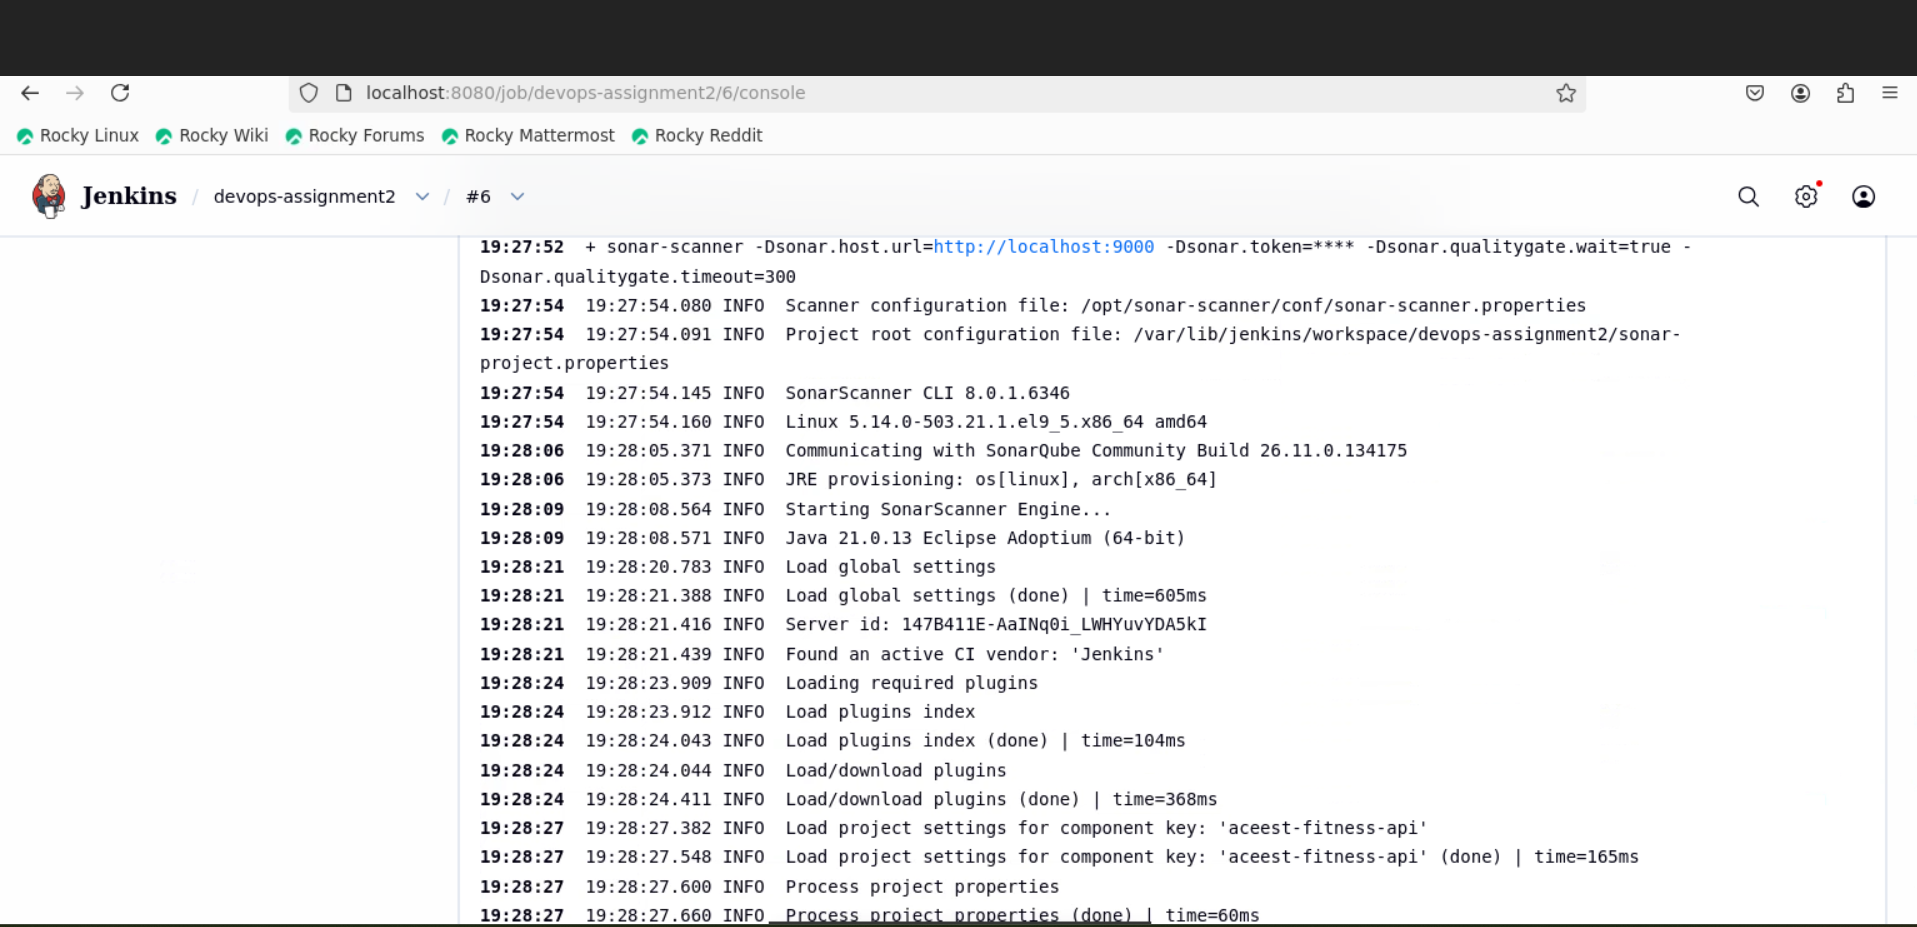 localhost:8080/job/devops-assignment2/6/console
Rocky Linux Rocky Wiki Rocky Forums Rocky Mattermost Rocky Reddit
Jenkins / devops-assignment2 / #6
19:27:52 + sonar-scanner -Dsonar.host.url=http://localhost:9000 -Dsonar.token=**** -Dsonar.qualitygate.wait=true -
Dsonar.qualitygate.timeout=300
19:27:54 19:27:54.080 INFO Scanner configuration file: /opt/sonar-scanner/conf/sonar-scanner.properties
19:27:54 19:27:54.091 INFO Project root configuration file: /var/lib/jenkins/workspace/devops-assignment2/sonar-
project.properties
19:27:54 19:27:54.145 INFO SonarScanner CLI 8.0.1.6346
19:27:54 19:27:54.160 INFO Linux 5.14.0-503.21.1.el9_5.x86_64 amd64
19:28:06 19:28:05.371 INFO Communicating with SonarQube Community Build 26.11.0.134175
19:28:06 19:28:05.373 INFO JRE provisioning: os[linux], arch[x86_64]
19:28:09 19:28:08.564 INFO Starting SonarScanner Engine...
19:28:09 19:28:08.571 INFO Java 21.0.13 Eclipse Adoptium (64-bit)
19:28:21 19:28:20.783 INFO Load global settings
19:28:21 19:28:21.388 INFO Load global settings (done) | time=605ms
19:28:21 19:28:21.416 INFO Server id: 147B411E-AaINq0i_LWHYuvYDA5kI
19:28:21 19:28:21.439 INFO Found an active CI vendor: 'Jenkins'
19:28:24 19:28:23.909 INFO Loading required plugins
19:28:24 19:28:23.912 INFO Load plugins index
19:28:24 19:28:24.043 INFO Load plugins index (done) | time=104ms
19:28:24 19:28:24.044 INFO Load/download plugins
19:28:24 19:28:24.411 INFO Load/download plugins (done) | time=368ms
19:28:27 19:28:27.382 INFO Load project settings for component key: 'aceest-fitness-api'
19:28:27 19:28:27.548 INFO Load project settings for component key: 'aceest-fitness-api' (done) | time=165ms
19:28:27 19:28:27.600 INFO Process project properties
19:28:27 19:28:27.660 INFO Process project properties (done) | time=60ms